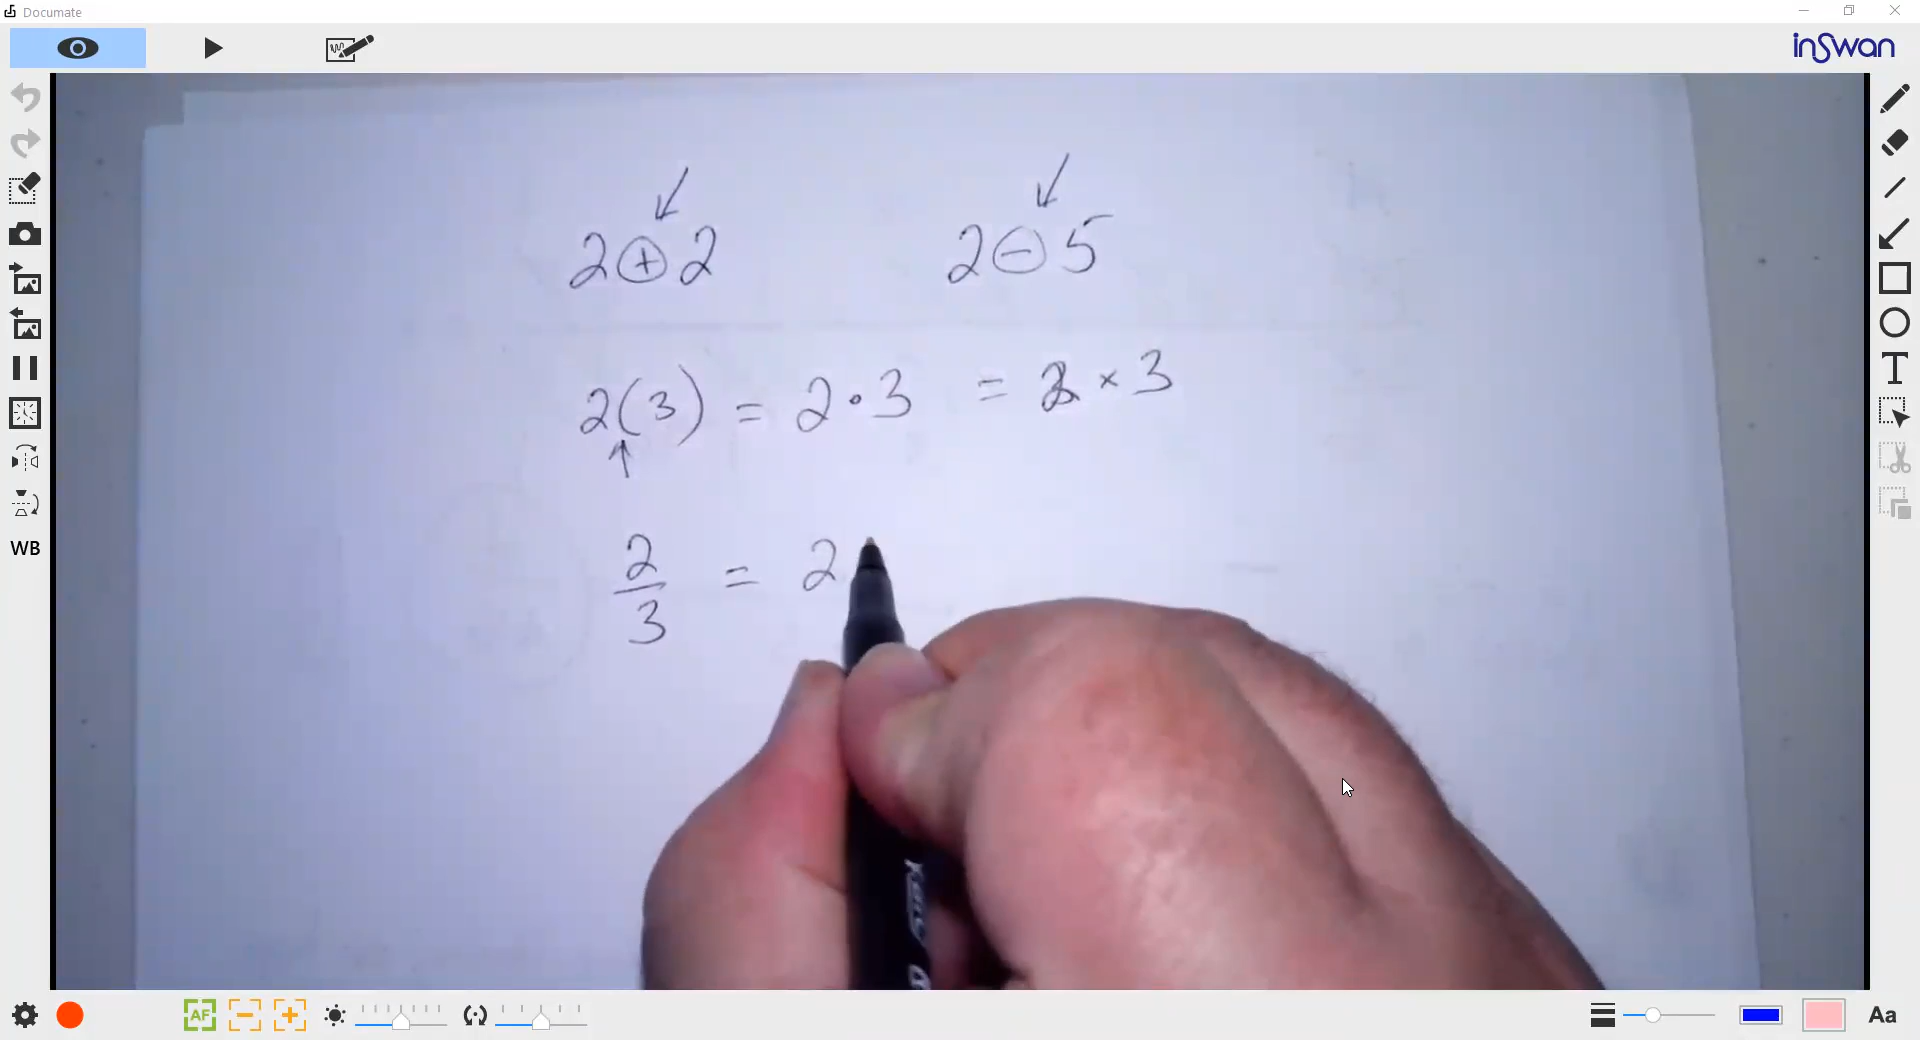 Documate
inSwan
2 + 2    2 - 5
2(3) = 2 • 3 = 2 × 3
2/3 = 2
WB
T
AF
Aa